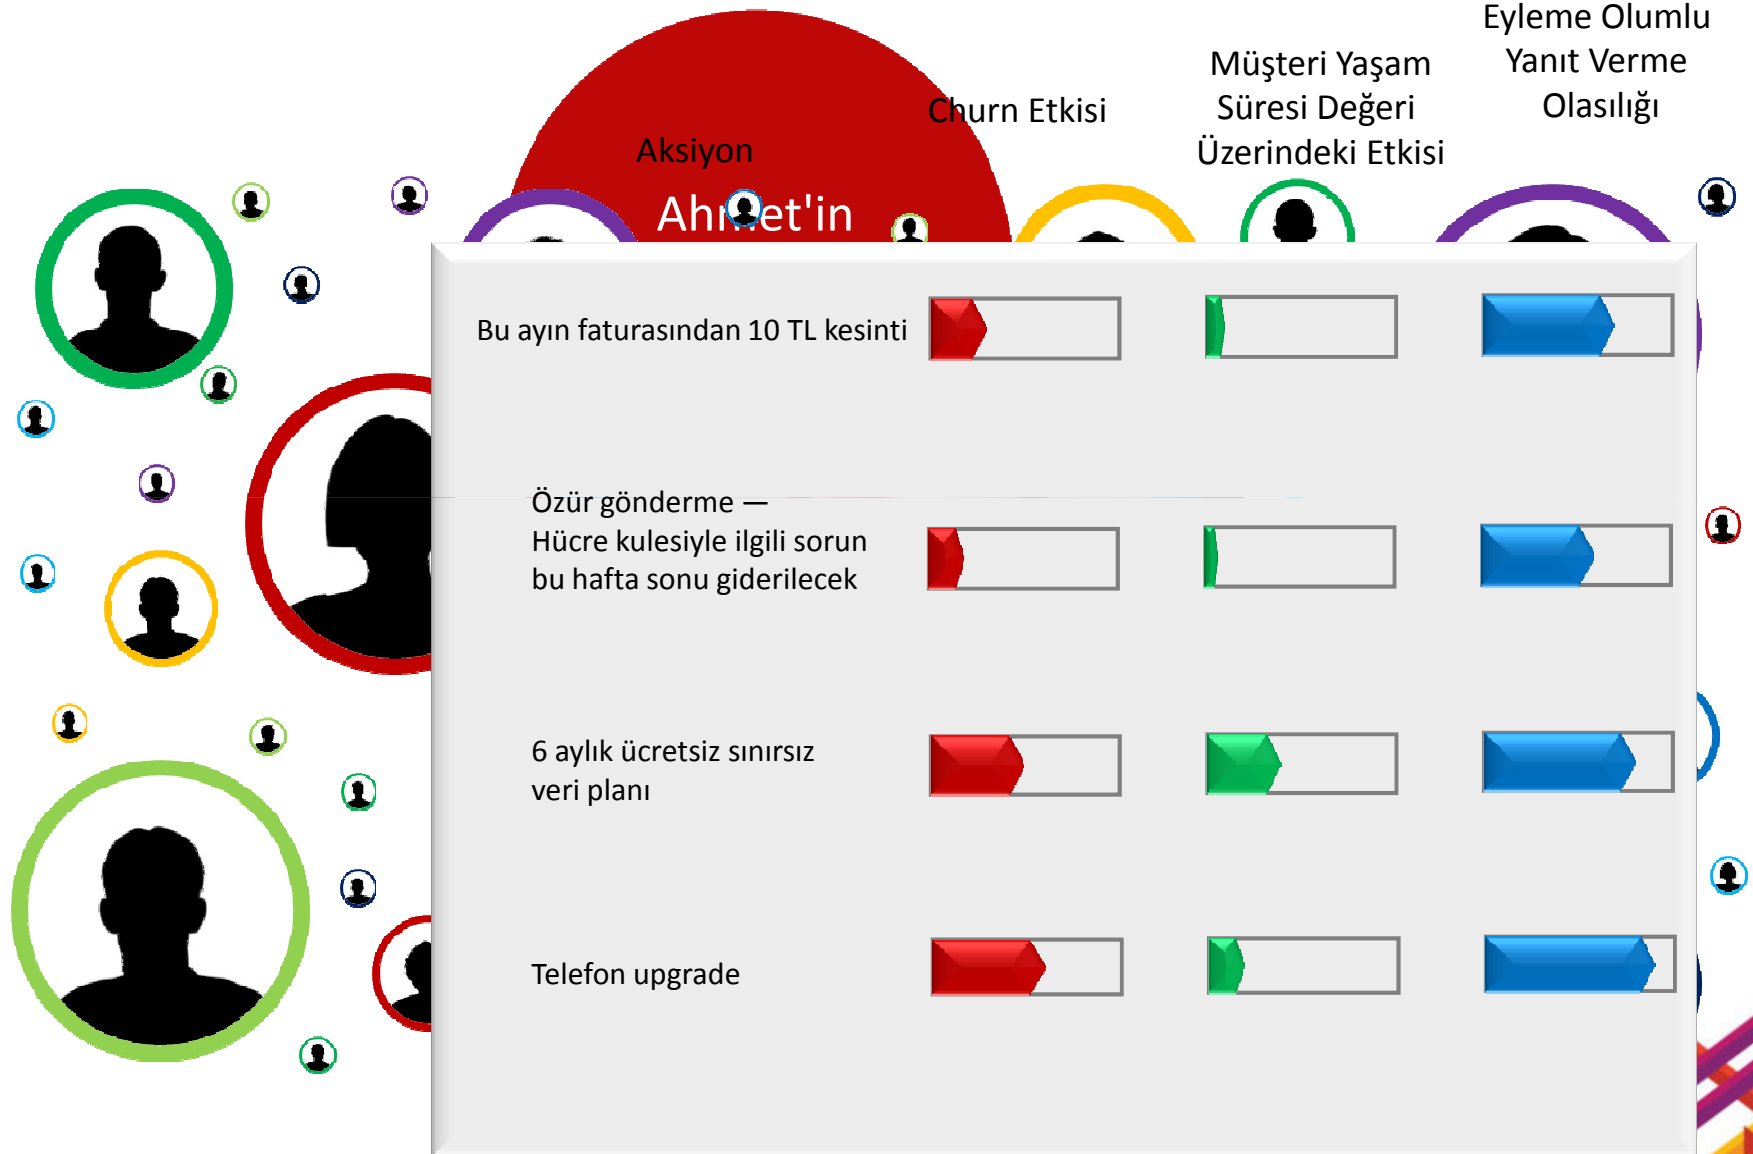 Eyleme Olumlu
Yanıt Verme
Olasılığı
Müşteri Yaşam
Süresi Değeri
Üzerindeki Etkisi
Churn Etkisi
Aksiyon
Ahmet'in
Bu ayın faturasından 10 TL kesinti
Özür gönderme —
Hücre kulesiyle ilgili sorun
bu hafta sonu giderilecek
6 aylık ücretsiz sınırsız
veri planı
Telefon upgrade